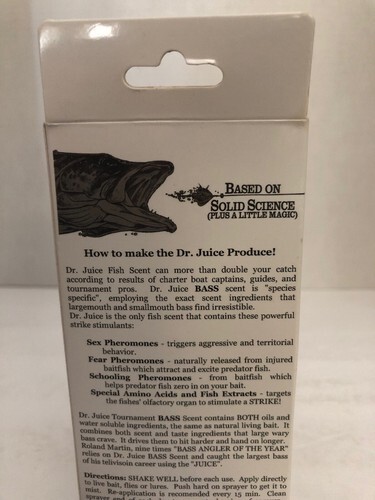 BASED ON
SOLID SCIENCE
(PLUS A LITTLE MAGIC)
How to make the Dr. Juice Produce!
Dr. Juice Fish Scent can more than double your catch
according to results of charter boat captains, guides, and
tournament pros. Dr. Juice BASS scent is "species
specific", employing the exact scent ingredients that
largemouth and smallmouth bass find irresistible.
Dr. Juice is the only fish scent that contains these powerful
strike stimulants:
Sex Pheromones - triggers aggressive and territorial
behavior.
Fear Pheromones - naturally released from injured
baitfish which attract and excite predator fish.
Schooling Pheromones - from baitfish which
helps predator fish zero in on your bait.
Special Amino Acids and Fish Extracts - targets
the fishes' olfactory organ to stimulate a STRIKE!
Dr. Juice Tournament BASS Scent contains BOTH oils and
water soluble ingredients, the same as natural living bait. It
combines both scent and taste ingredients that large wary
bass crave. It drives them to hit harder and hold on longer.
Roland Martin, nine times "BASS ANGLER OF THE YEAR"
relies on Dr. Juice BASS Scent and caught the largest bass
of his television career using the "JUICE".
Directions: SHAKE WELL before each use. Apply directly
to live bait, flies or lures. Push hard on sprayer to get it to
mist. Re-application is recomended every 15 min. Clean
sprayer